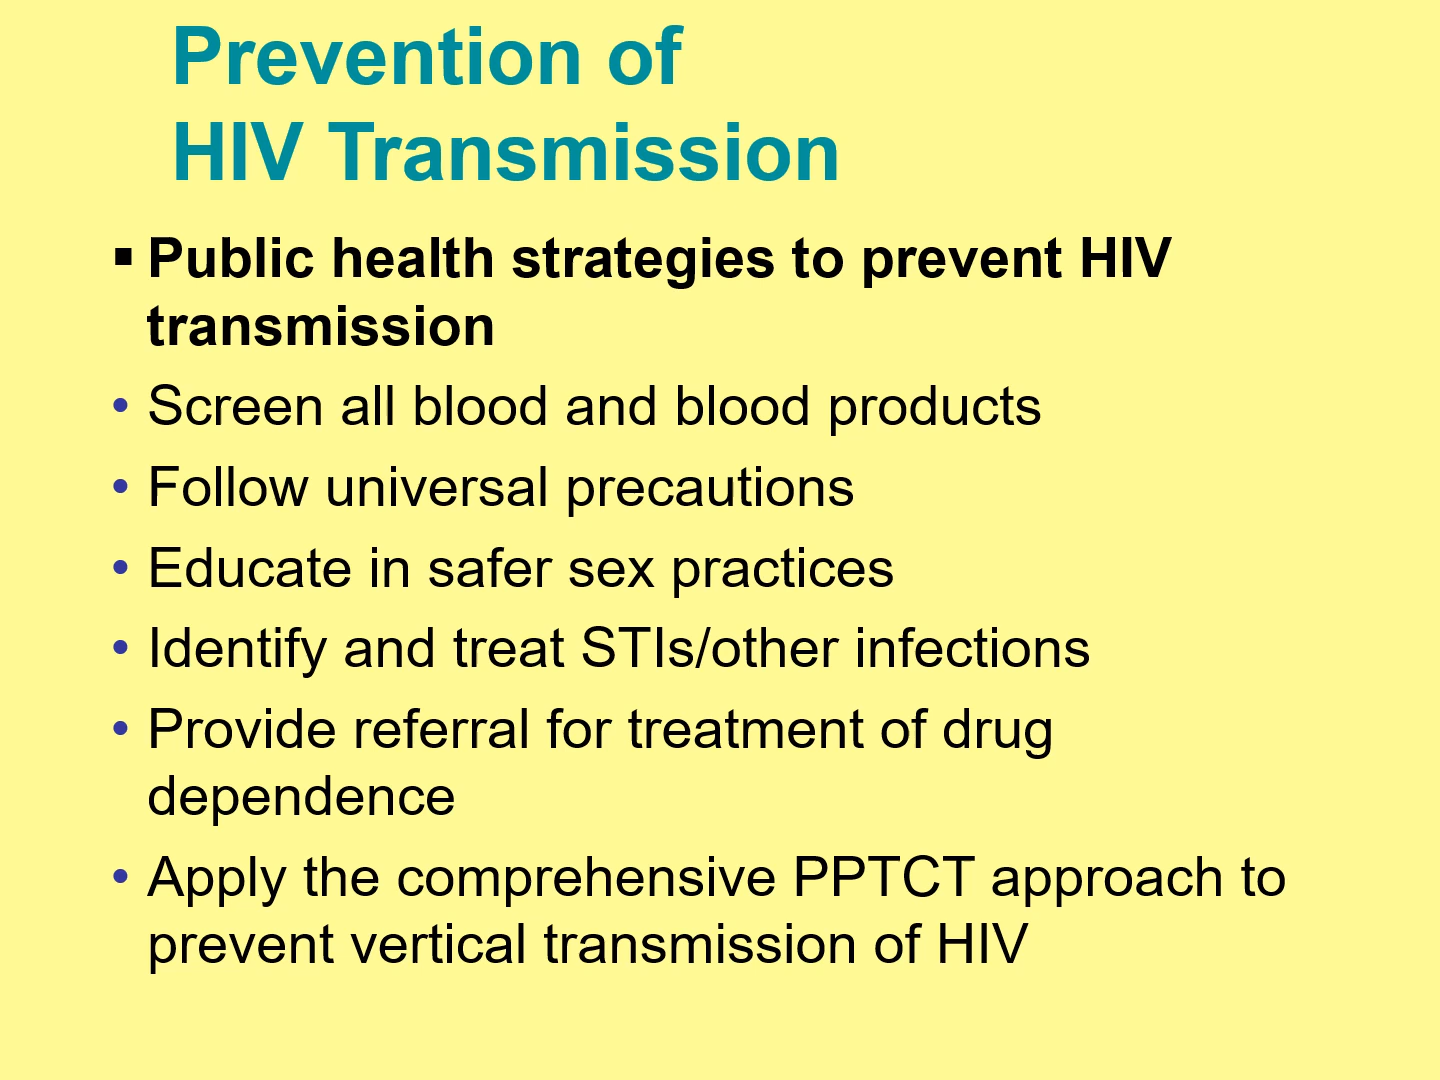 Prevention of
HIV Transmission
▪ Public health strategies to prevent HIV
transmission
• Screen all blood and blood products
• Follow universal precautions
• Educate in safer sex practices
• Identify and treat STIs/other infections
• Provide referral for treatment of drug
dependence
• Apply the comprehensive PPTCT approach to
prevent vertical transmission of HIV